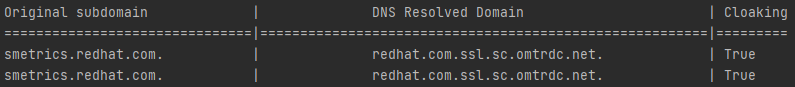 Original subdomain | DNS Resolved Domain | Cloaking
===============================|========================================================|=========
smetrics.redhat.com. | redhat.com.ssl.sc.omtrdc.net. | True
smetrics.redhat.com. | redhat.com.ssl.sc.omtrdc.net. | True